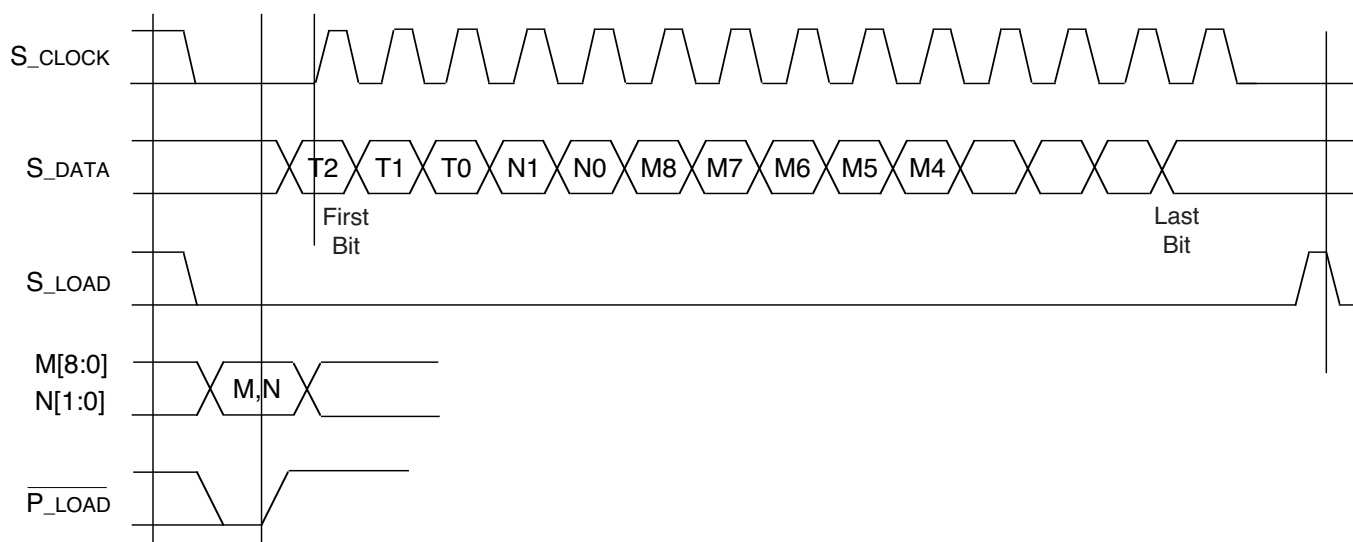 S_CLOCK
S_DATA
T2 T1 T0 N1 N0 M8 M7 M6 M5 M4
First
Bit
Last
Bit
S_LOAD
M[8:0]
N[1:0]
M,N
P_LOAD